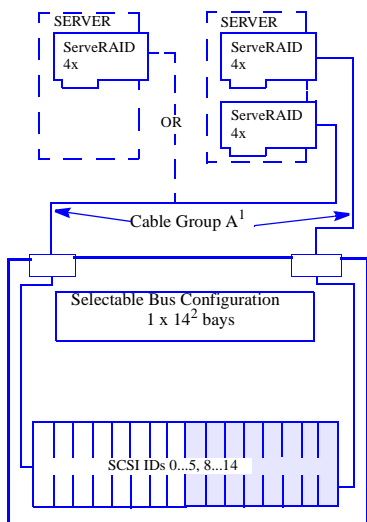 SERVER
ServeRAID
4x
SERVER
ServeRAID
4x
ServeRAID
4x
OR
Cable Group A1
Selectable Bus Configuration
1 x 142 bays
SCSI IDs 0...5, 8...14